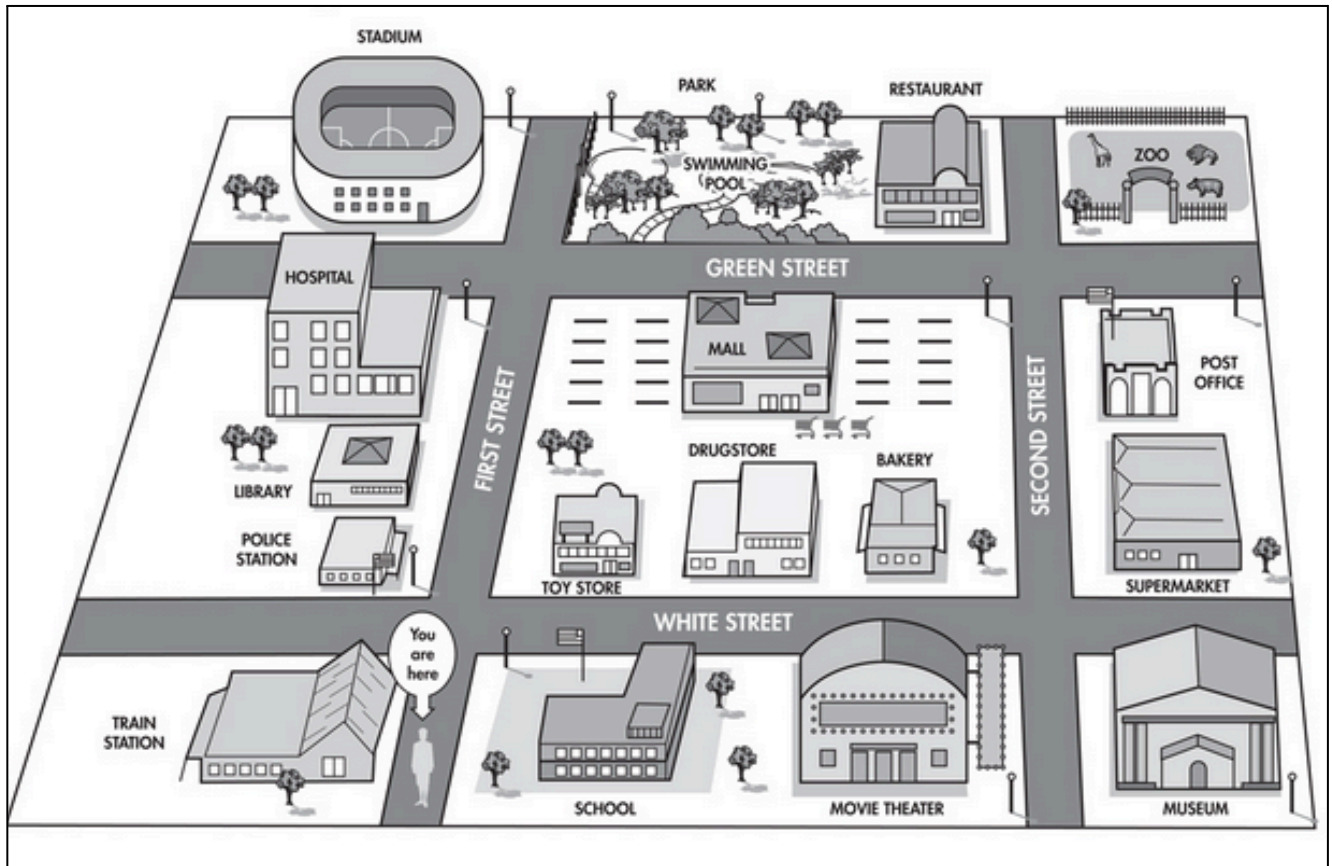 STADIUM
PARK
RESTAURANT
SWIMMING
POOL
ZOO
HOSPITAL
GREEN STREET
MALL
POST
OFFICE
FIRST STREET
SECOND STREET
LIBRARY
DRUGSTORE
BAKERY
POLICE
STATION
TOY STORE
SUPERMARKET
WHITE STREET
You
are
here
TRAIN
STATION
SCHOOL
MOVIE THEATER
MUSEUM